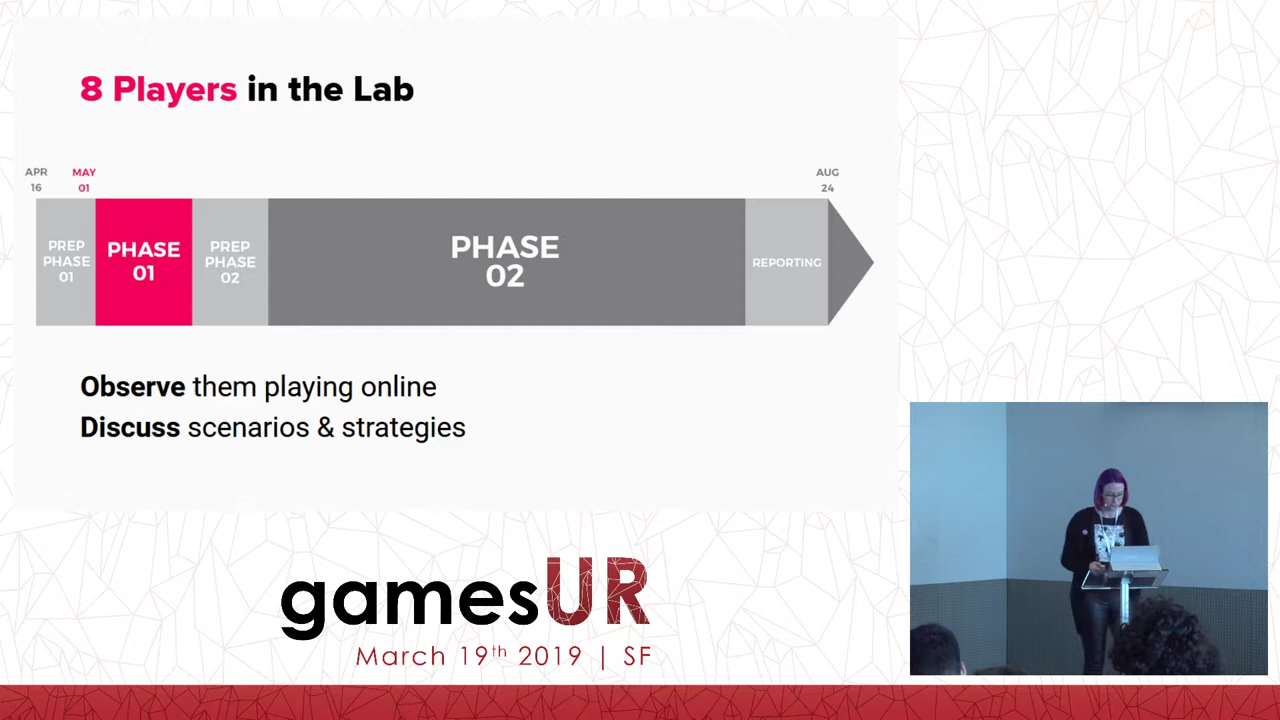 8 Players in the Lab
APR
16
MAY
01
AUG
24
PREP
PHASE
01
PHASE
01
PREP
PHASE
02
PHASE
02
REPORTING
Observe them playing online
Discuss scenarios & strategies
gamesUR
March 19th 2019 | SF